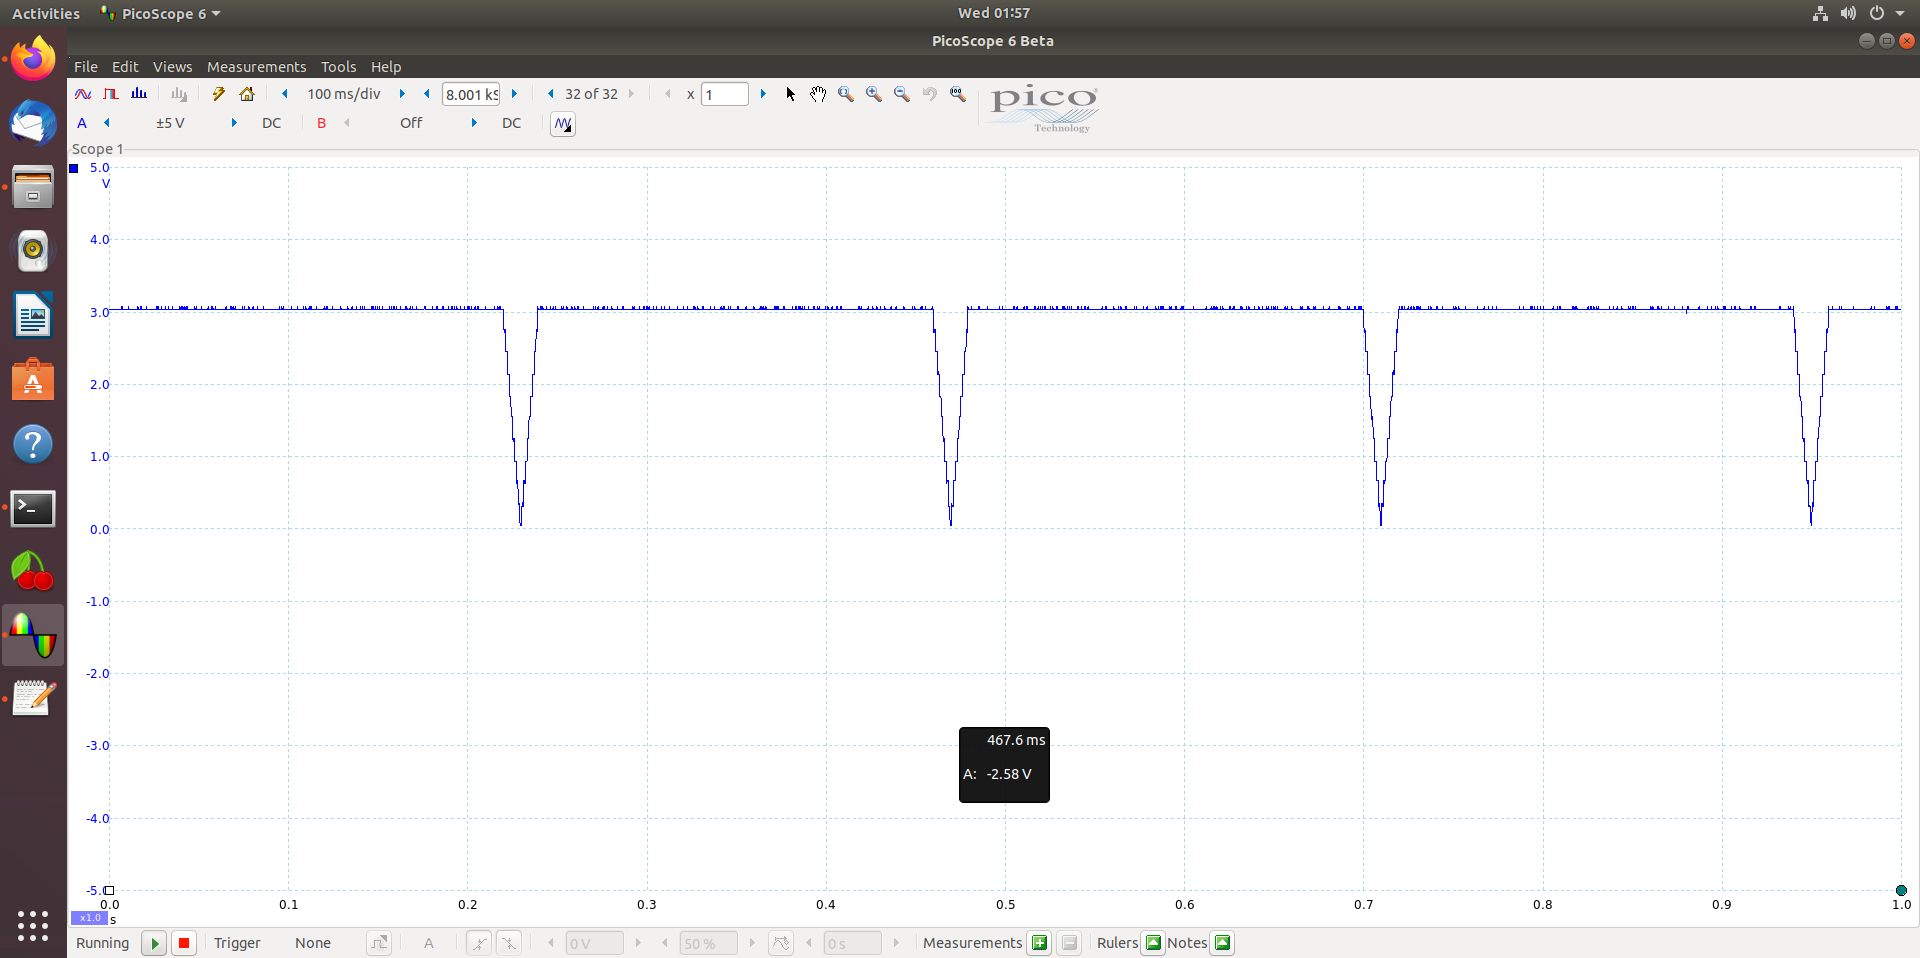 Activities PicoScope 6 Wed 01:57
PicoScope 6 Beta
File Edit Views Measurements Tools Help
100 ms/div 8.001 kS 32 of 32 x 1
pico
Technology
A ±5 V DC B Off DC
Scope 1
5.0
V
4.0
3.0
2.0
1.0
0.0
-1.0
-2.0
-3.0
467.6 ms
A: -2.58 V
-4.0
-5.0
0.0 0.1 0.2 0.3 0.4 0.5 0.6 0.7 0.8 0.9 1.0
x1.0 s
Running Trigger None A 0 V 50 % 0 s Measurements Rulers Notes